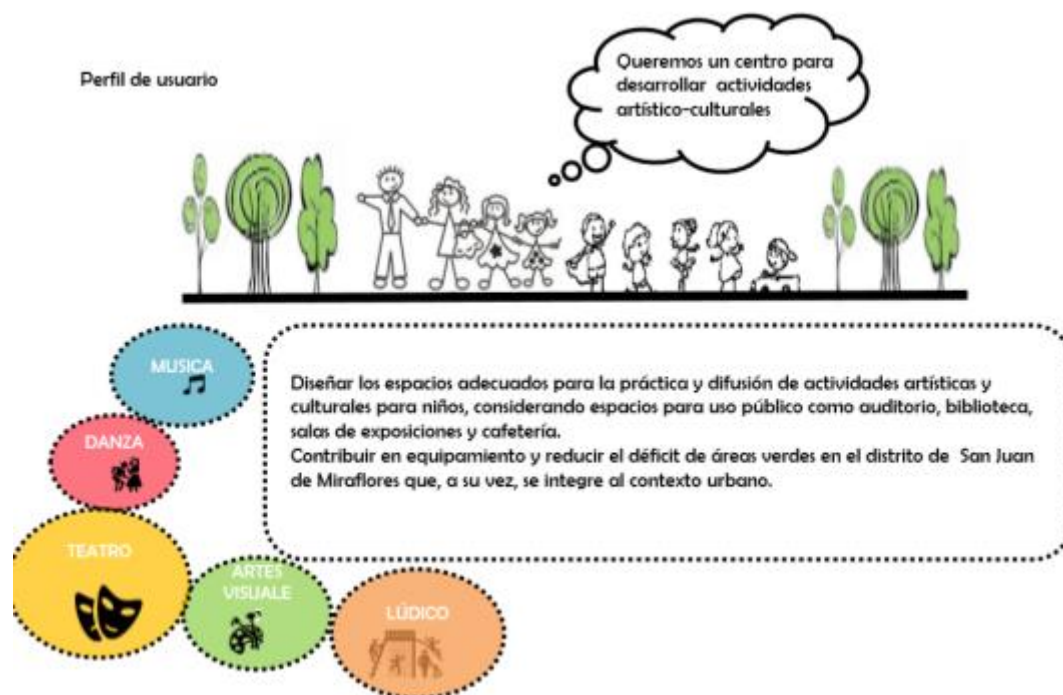 Perfil de usuario
Queremos un centro para
desarrollar actividades
artístico-culturales
MUSICA
DANZA
TEATRO
ARTES
VISUALE
LÚDICO
Diseñar los espacios adecuados para la práctica y difusión de actividades artísticas y
culturales para niños, considerando espacios para uso público como auditorio, biblioteca,
salas de exposiciones y cafetería.
Contribuir en equipamiento y reducir el déficit de áreas verdes en el distrito de San Juan
de Miraflores que, a su vez, se integre al contexto urbano.